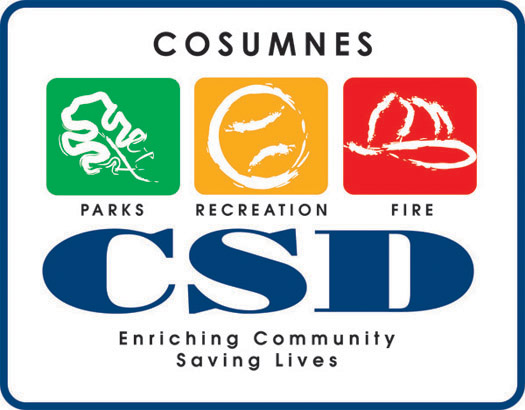 COSUMNES
PARKS RECREATION FIRE
CSD
Enriching Community
Saving Lives